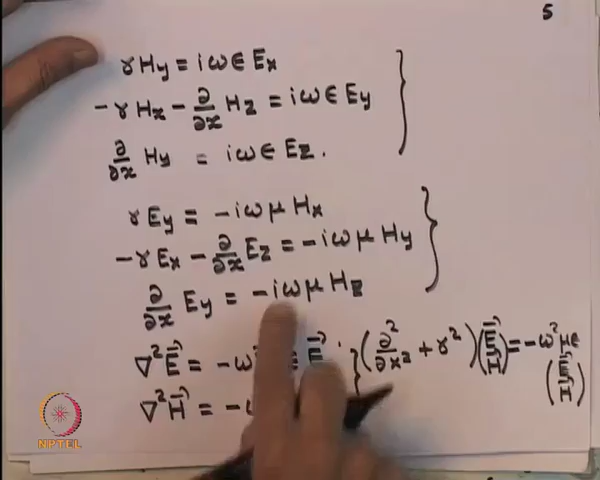 5
γHy = iωε Ex
-γ Hx - ∂/∂x Hz = iωε Ey
∂/∂x Hy = iωε Ez.
γ Ey = -iωμ Hx
-γ Ex - ∂/∂x Ez = -iωμ Hy
∂/∂x Ey = -iωμ Hz
∇²E⃗ = -ω E⃗ (∂²/∂x² + γ²)(E⃗ H⃗) = -ω²με (E⃗ H⃗)
∇²H⃗ = -
NPTEL